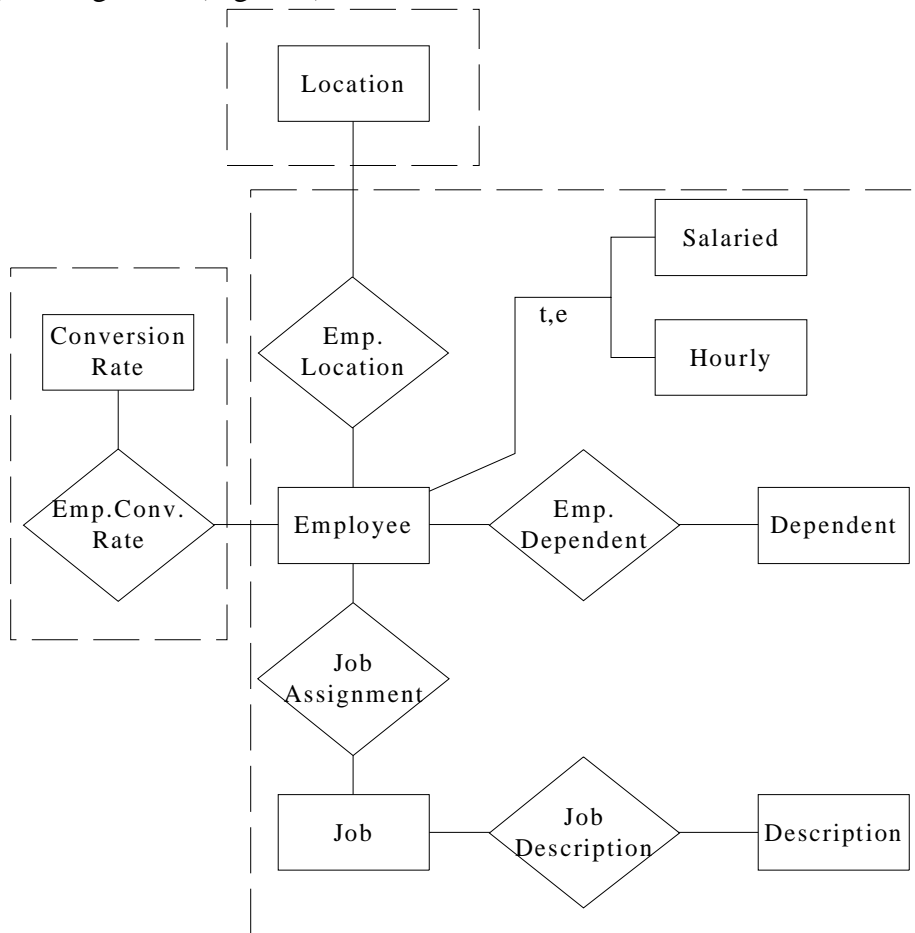 Location
Salaried
t,e
Hourly
Conversion
Rate
Emp.
Location
Emp.Conv.
Rate
Employee
Emp.
Dependent
Dependent
Job
Assignment
Job
Job
Description
Description